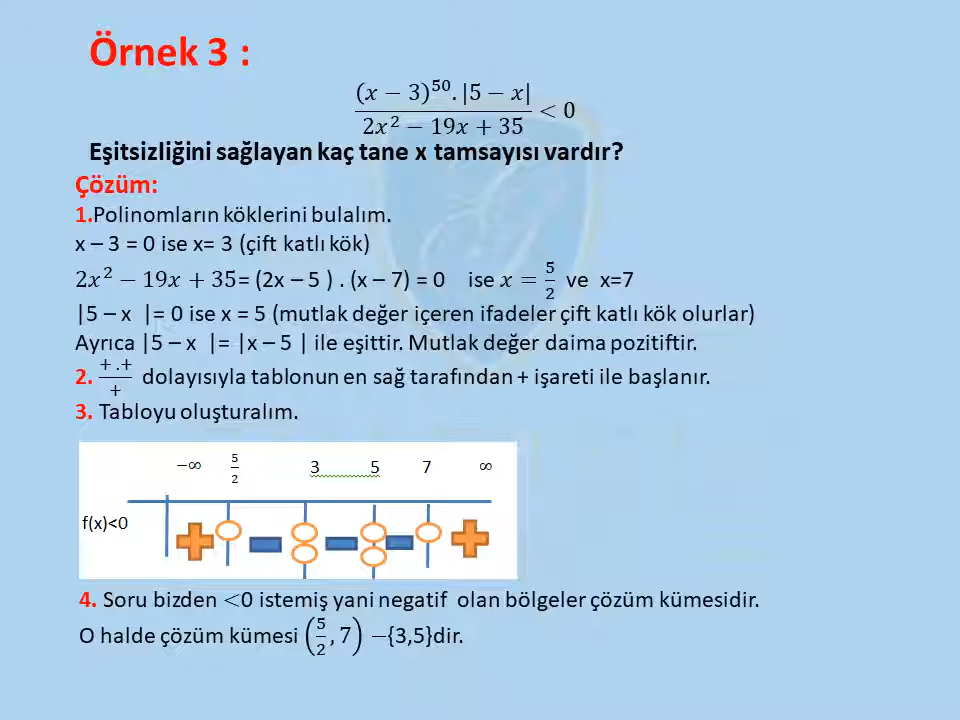 Örnek 3 :
(x − 3)^50 . |5 − x| / 2x² − 19x + 35 < 0
Eşitsizliğini sağlayan kaç tane x tamsayısı vardır?
Çözüm:
1.Polinomların köklerini bulalım.
x – 3 = 0 ise x= 3 (çift katlı kök)
2x² − 19x + 35= (2x – 5 ) . (x – 7) = 0 ise x = 5/2 ve x=7
|5 – x |= 0 ise x = 5 (mutlak değer içeren ifadeler çift katlı kök olurlar)
Ayrıca |5 – x |= |x – 5 | ile eşittir. Mutlak değer daima pozitiftir.
2. + .+ / + dolayısıyla tablonun en sağ tarafından + işareti ile başlanır.
3. Tabloyu oluşturalım.
−∞ 5/2 3 5 7 ∞
f(x)<0
4. Soru bizden <0 istemiş yani negatif olan bölgeler çözüm kümesidir.
O halde çözüm kümesi (5/2 , 7) −{3,5}dir.